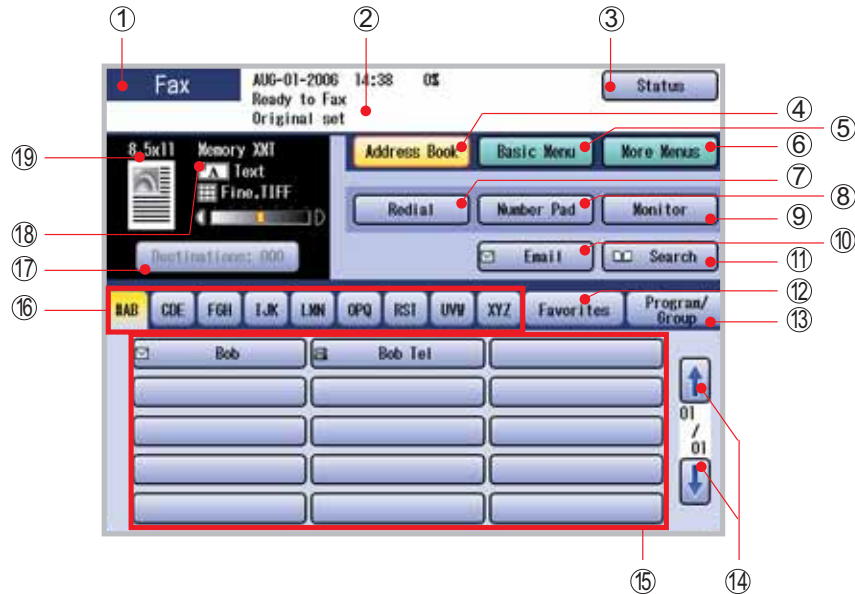 ① ② ③
Fax
AUG-01-2006 14:38 0%
Ready to Fax
Original set
Status
④
⑤
⑥
⑦
⑧
⑨
⑩
⑪
⑫
⑬
⑲
8.5x11
Memory XMT
A Text
Fine.TIFF
D
⑱
Destinations: 000
⑰
Address Book
Basic Menu
More Menus
Redial
Number Pad
Monitor
Email
Search
⑯
#AB CDE FGH IJK LMN OPQ RST UVW XYZ Favorites Program/
Group
Bob
Bob Tel
01
/
01
⑮ ⑭